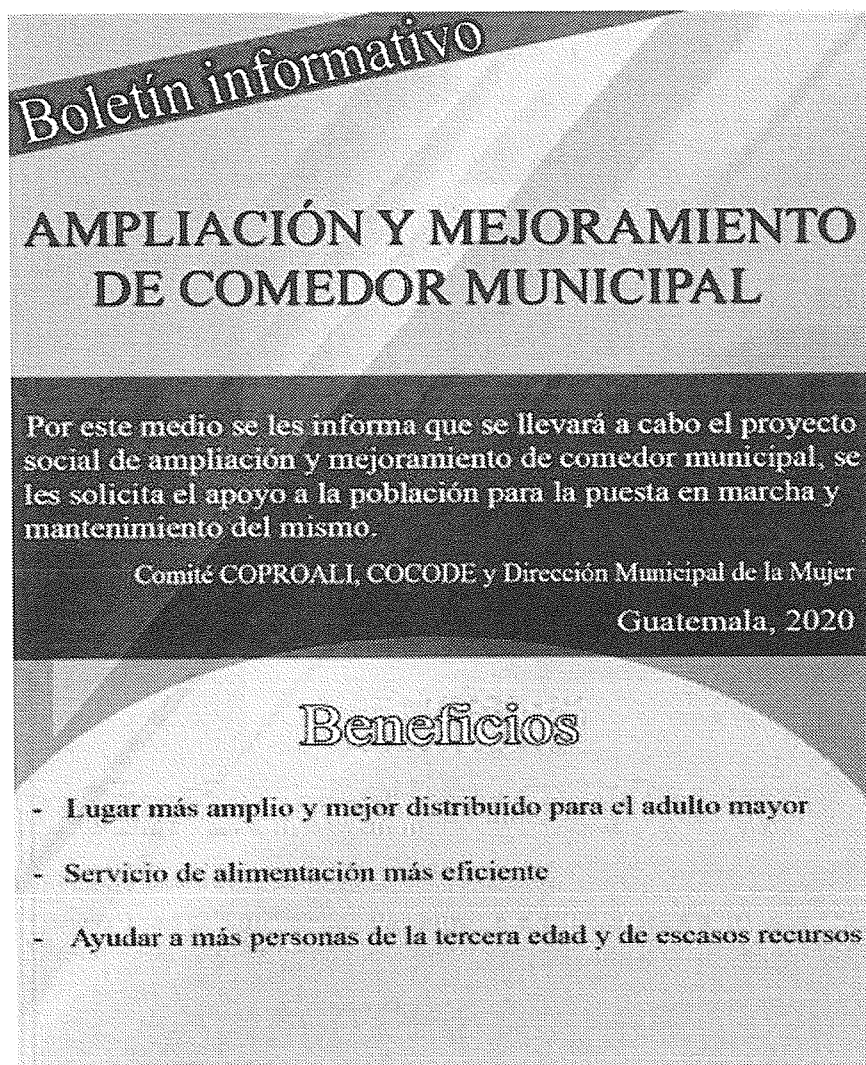 Boletín informativo
AMPLIACIÓN Y MEJORAMIENTO
DE COMEDOR MUNICIPAL
Por este medio se les informa que se llevará a cabo el proyecto
social de ampliación y mejoramiento de comedor municipal, se
les solicita el apoyo a la población para la puesta en marcha y
mantenimiento del mismo.
Comité COPROALI, COCODE y Dirección Municipal de la Mujer
Guatemala, 2020
Beneficios
- Lugar más amplio y mejor distribuido para el adulto mayor
- Servicio de alimentación más eficiente
- Ayudar a más personas de la tercera edad y de escasos recursos